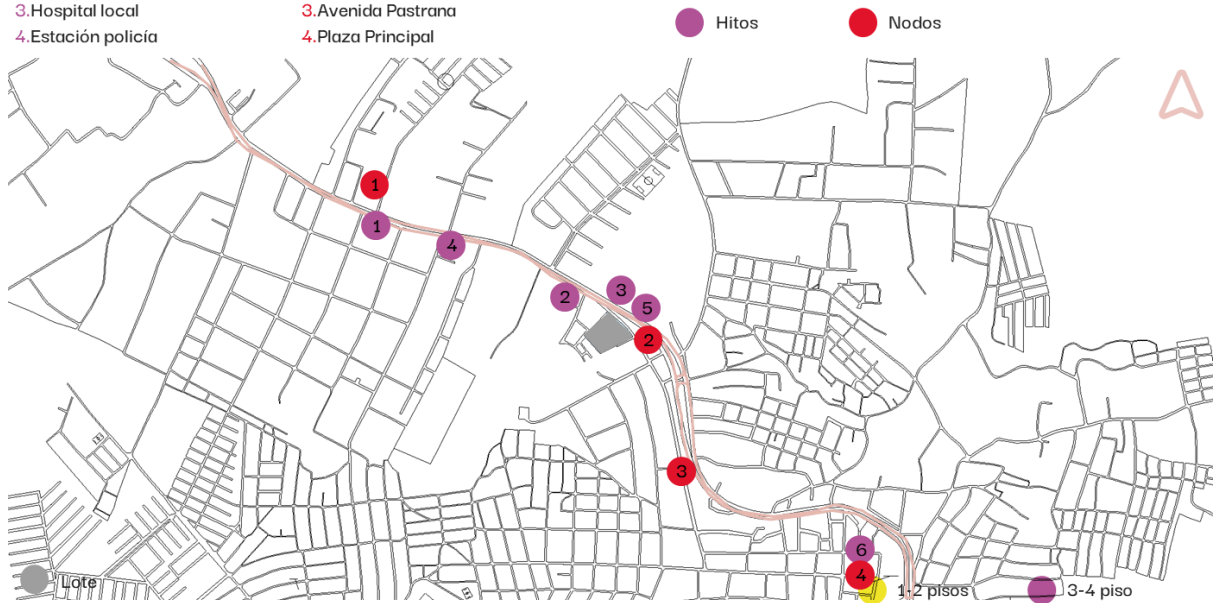 3.Hospital local
4.Estación policía
3.Avenida Pastrana
4.Plaza Principal
Hitos
Nodos
1
1
4
2
3
5
2
3
6
4
Lote
1-2 pisos
3-4 piso